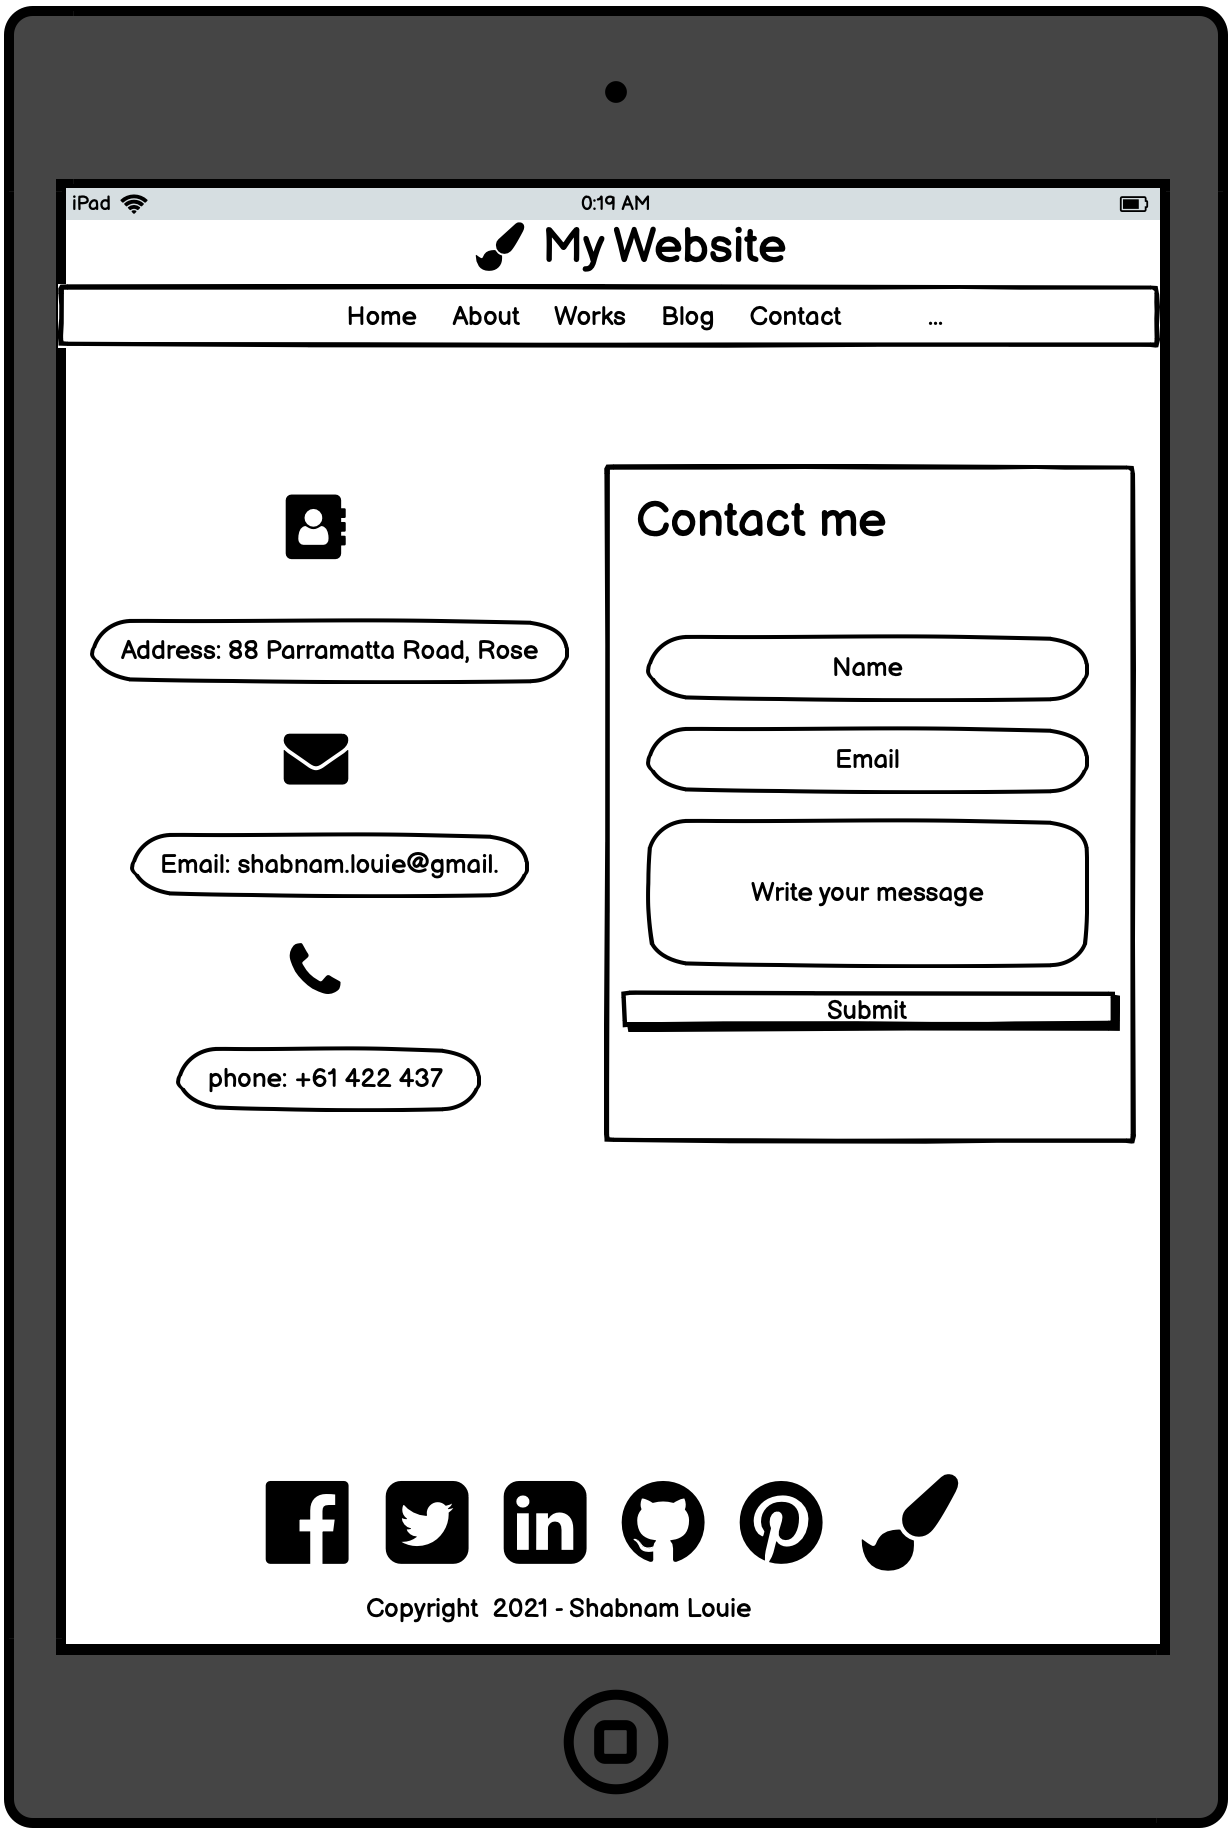 iPad 0:19 AM
My Website
Home About Works Blog Contact ...
Contact me
Address: 88 Parramatta Road, Rose
Email: shabnam.louie@gmail.
phone: +61 422 437
Name
Email
Write your message
Submit
f in
Copyright 2021 - Shabnam Louie